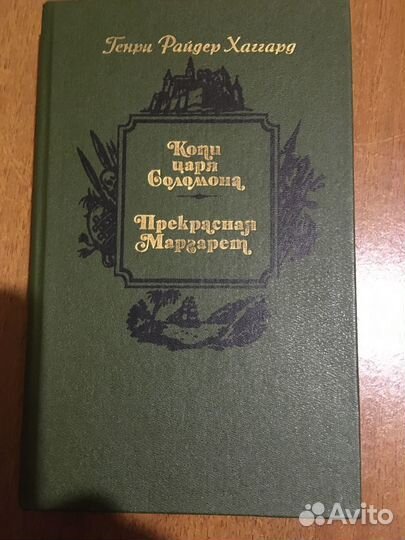 Генри Райдер Хаггард
Копи
царя
Соломона
Прекрасная
Маргарет
Avito